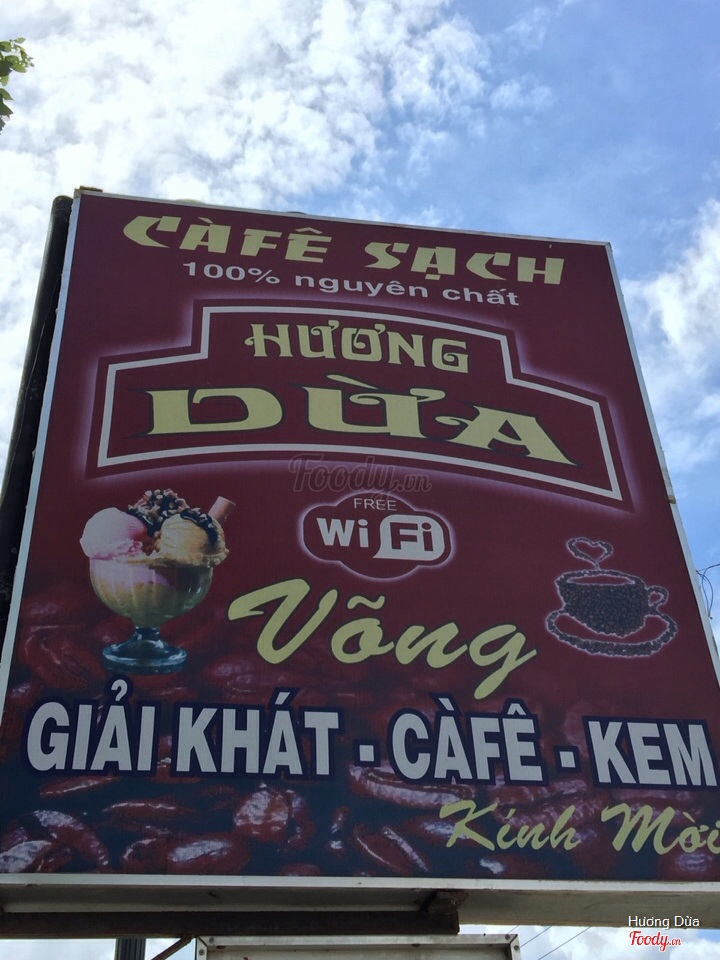 CÀFÊ SẠCH
100% nguyên chất
HƯƠNG
DỪA
Foody.vn
FREE
WiFi
Võng
GIẢI KHÁT - CÀFÊ - KEM
Kính Mời
Hương Dừa
Foody.vn